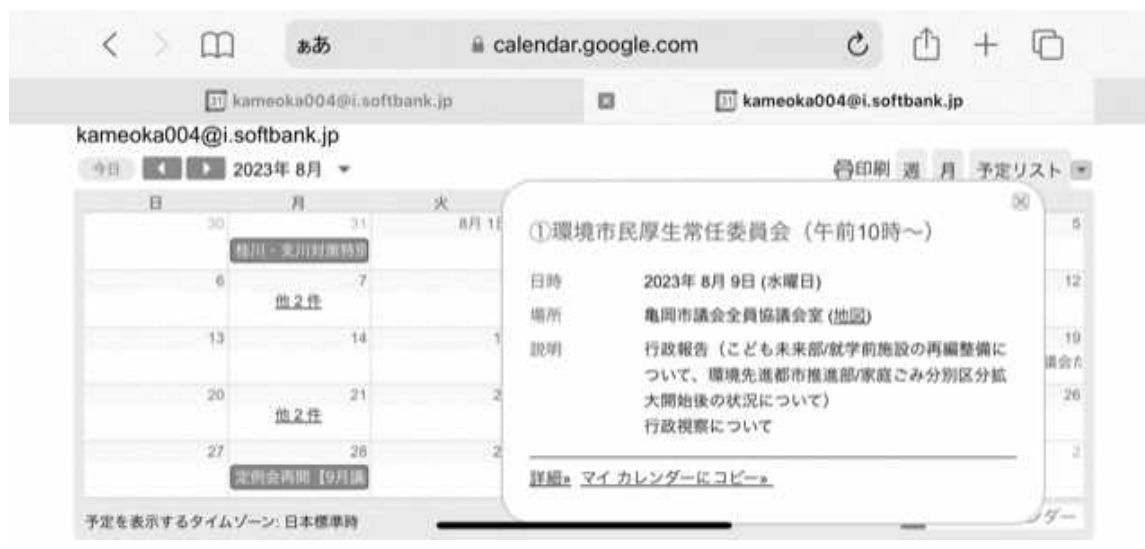 ぁあ
calendar.google.com
kameoka004@i.softbank.jp
kameoka004@i.softbank.jp
kameoka004@i.softbank.jp
今日 2023年 8月
印刷 週 月 予定リスト
日 月 火
30 31 8月 1日 5
桂川・支川対策特別
6 7 12
他 2 件
13 14 1 19
議会だ
20 21 2 26
他 2 件
27 28 2 2
定例会再開【9月議
①環境市民厚生常任委員会（午前10時～）
日時 2023年 8月 9日 (水曜日)
場所 亀岡市議会全員協議会室 (地図)
説明 行政報告（こども未来部/就学前施設の再編整備に
ついて、環境先進都市推進部/家庭ごみ分別区分拡
大開始後の状況について）
行政視察について
詳細» マイ カレンダーにコピー»
予定を表示するタイムゾーン: 日本標準時
ンダー